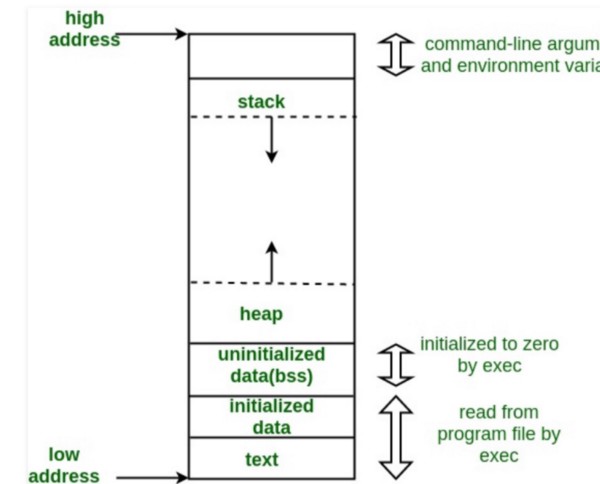 high
address
command-line argum
and environment varia
stack
heap
uninitialized
data(bss)
initialized to zero
by exec
initialized
data
read from
program file by
exec
text
low
address